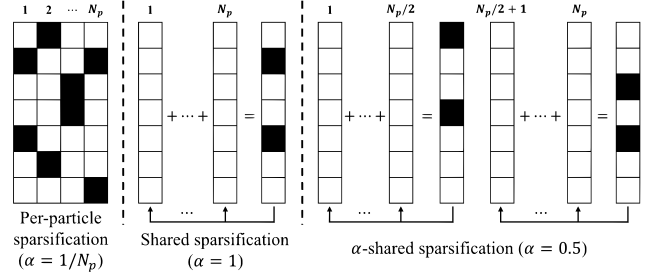 1 2 ⋯ N_p
1 N_p
1 N_p/2 N_p/2 + 1 N_p
+ ⋯ + =
+ ⋯ + =
+ ⋯ + =
...
...
...
Per-particle
sparsification
(α = 1/N_p)
Shared sparsification
(α = 1)
α-shared sparsification (α = 0.5)